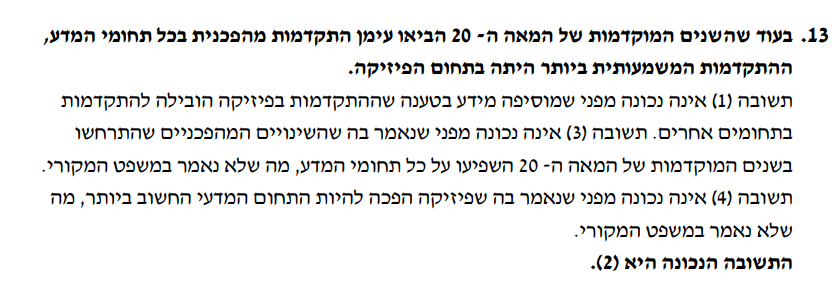 13. בעוד שהשנים המוקדמות של המאה ה- 20 הביאו עימן התקדמות מהפכנית בכל תחומי המדע,
ההתקדמות המשמעותית ביותר היתה בתחום הפיזיקה.
תשובה (1) אינה נכונה מפני שמוסיפה מידע בטענה שההתקדמות בפיזיקה הובילה להתקדמות
בתחומים אחרים. תשובה (3) אינה נכונה מפני שנאמר בה שהשינויים המהפכניים שהתרחשו
בשנים המוקדמות של המאה ה- 20 השפיעו על כל תחומי המדע, מה שלא נאמר במשפט המקורי.
תשובה (4) אינה נכונה מפני שנאמר בה שפיזיקה הפכה להיות התחום המדעי החשוב ביותר, מה
שלא נאמר במשפט המקורי.
התשובה הנכונה היא (2).